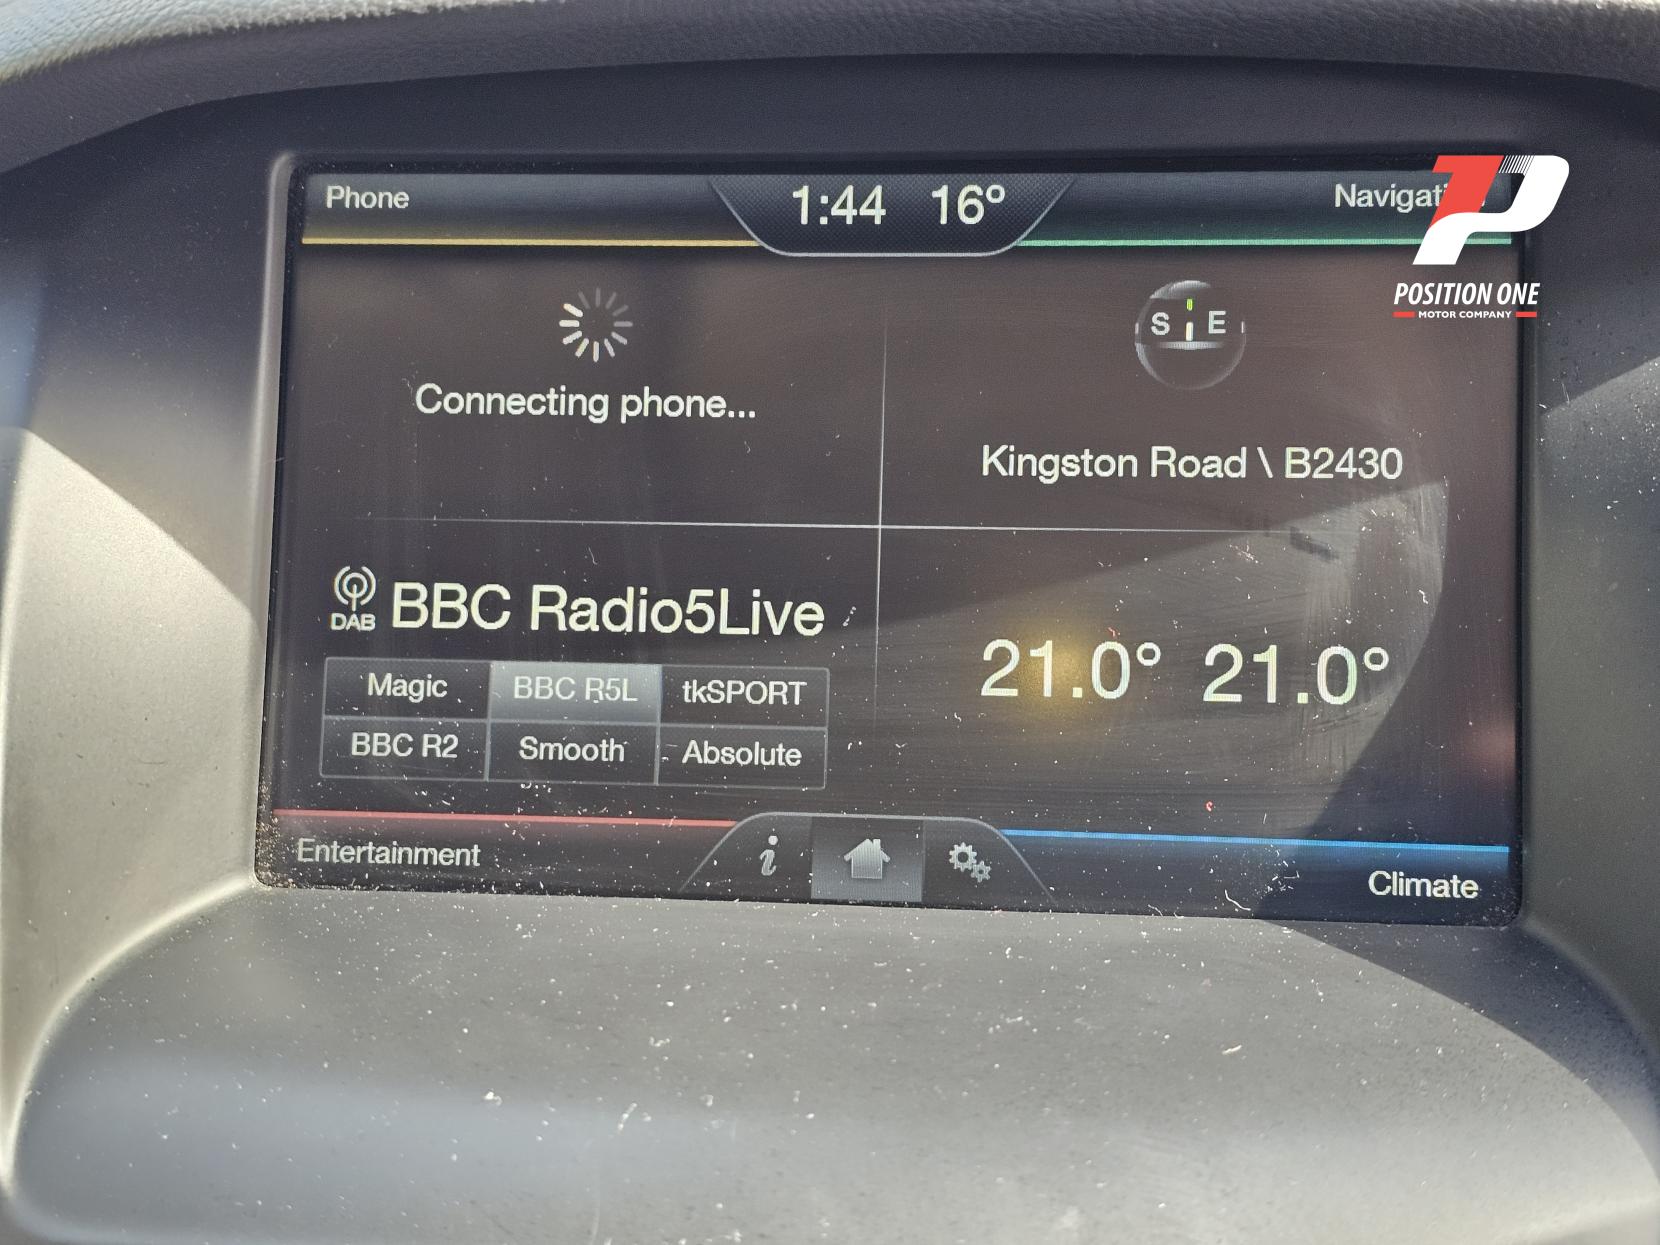 Phone
1:44 16°
Navigati
POSITION ONE
MOTOR COMPANY
Connecting phone...
S E
Kingston Road \ B2430
DAB
BBC Radio5Live
Magic BBC R5L tkSPORT
BBC R2 Smooth Absolute
21.0° 21.0°
Entertainment
i
Climate